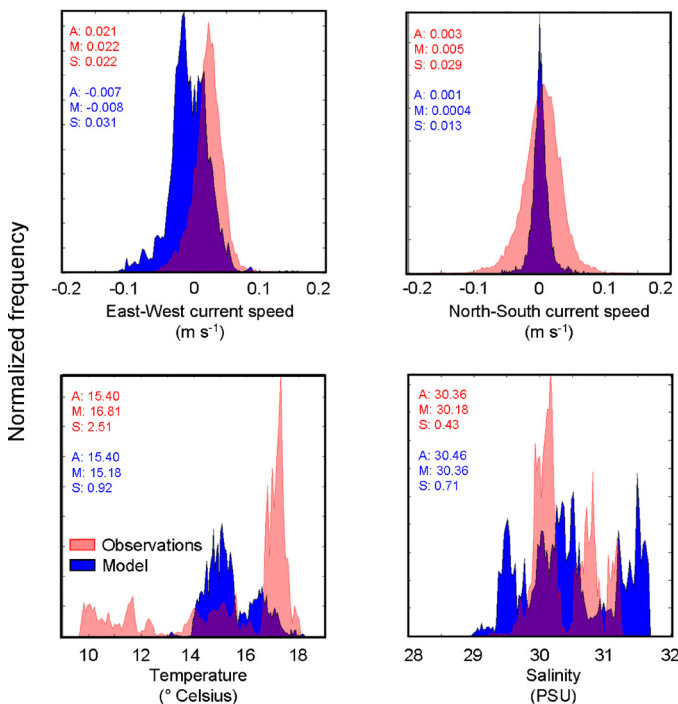 A: 0.021
M: 0.022
S: 0.022
A: -0.007
M: -0.008
S: 0.031
-0.2 -0.1 0 0.1 0.2
East-West current speed
(m s⁻¹)
A: 0.003
M: 0.005
S: 0.029
A: 0.001
M: 0.0004
S: 0.013
-0.2 -0.1 0 0.1 0.2
North-South current speed
(m s⁻¹)
Normalized frequency
A: 15.40
M: 16.81
S: 2.51
A: 15.40
M: 15.18
S: 0.92
Observations
Model
10 12 14 16 18
Temperature
(° Celsius)
A: 30.36
M: 30.18
S: 0.43
A: 30.46
M: 30.36
S: 0.71
28 29 30 31 32
Salinity
(PSU)